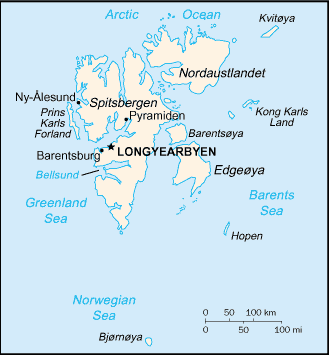 Arctic Ocean
Kvitøya
Nordaustlandet
Ny-Ålesund
Spitsbergen
Prins
Karls
Forland
Pyramiden
Kong Karls
Land
Barentsøya
Barentsburg
LONGYEARBYEN
Bellsund
Edgeøya
Greenland
Sea
Barents
Sea
Hopen
Norwegian
Sea
Bjørnøya
0 50 100 km
0 50 100 mi